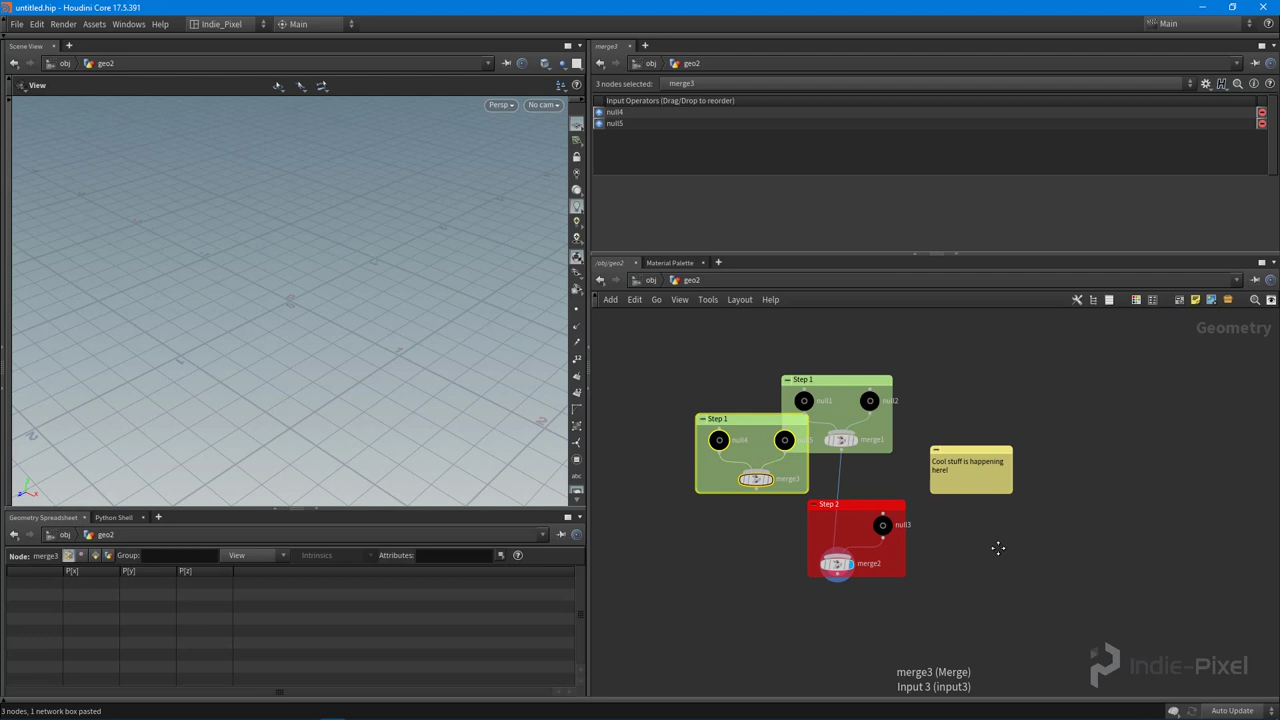 untitled.hip - Houdini Core 17.5.391
File Edit Render Assets Windows Help Indie_Pixel Main Main
Scene View
obj geo2
View
Persp No cam
merge3
obj geo2
3 nodes selected: merge3
Input Operators (Drag/Drop to reorder)
null4
null5
/obj/geo2 Material Palette
obj geo2
Add Edit Go View Tools Layout Help
Geometry
Step 1
null1 null2
merge1
Step 1
null4
merge3
Cool stuff is happening
here!
Step 2
null3
merge2
merge3 (Merge)
Input 3 (input3)
Indie-Pixel
Geometry Spreadsheet Python Shell
obj geo2
Node: merge3 Group: View Intrinsics Attributes:
P[x] P[y] P[z]
3 nodes, 1 network box pasted
Auto Update